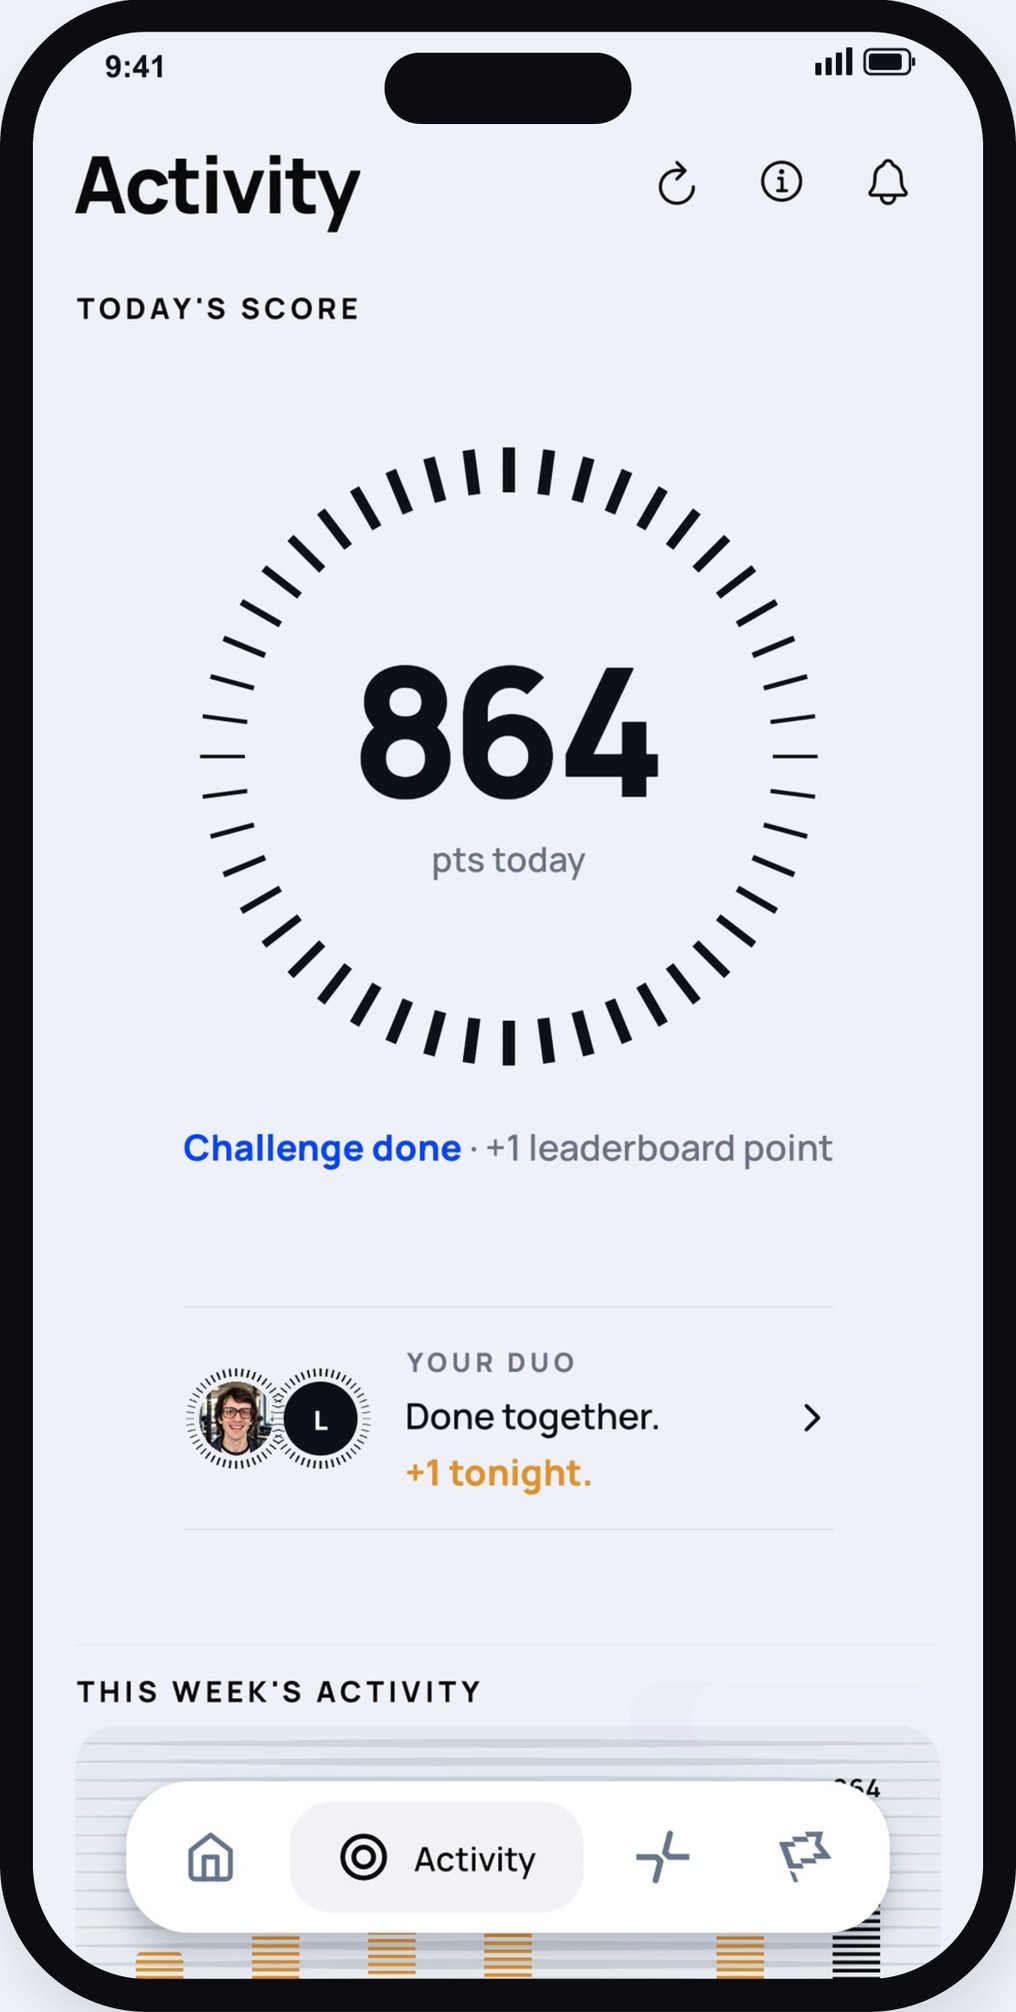 9:41
Activity
TODAY'S SCORE
864
pts today
Challenge done · +1 leaderboard point
YOUR DUO
L
Done together.
+1 tonight.
THIS WEEK'S ACTIVITY
864
Activity